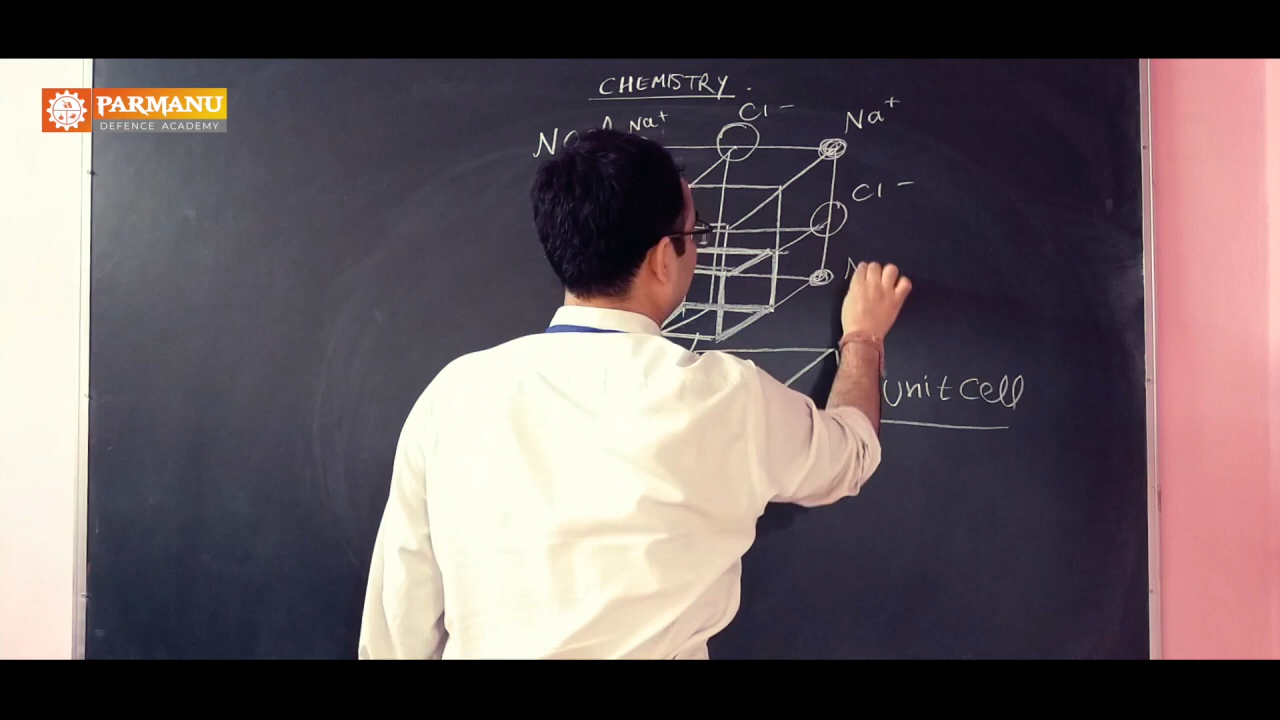 PARMANU
DEFENCE ACADEMY
CHEMISTRY.
Cl⁻
Na⁺
Na⁺
Cl⁻
N
unit cell